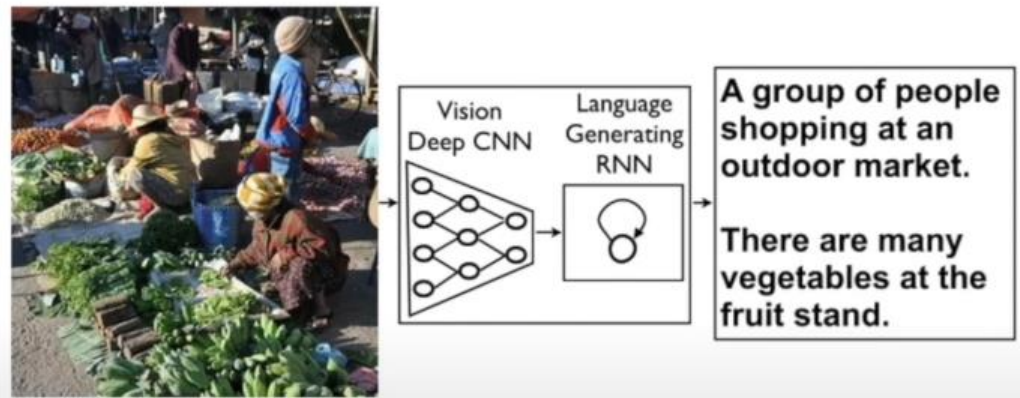 Vision
Deep CNN
Language
Generating
RNN
A group of people
shopping at an
outdoor market.
There are many
vegetables at the
fruit stand.